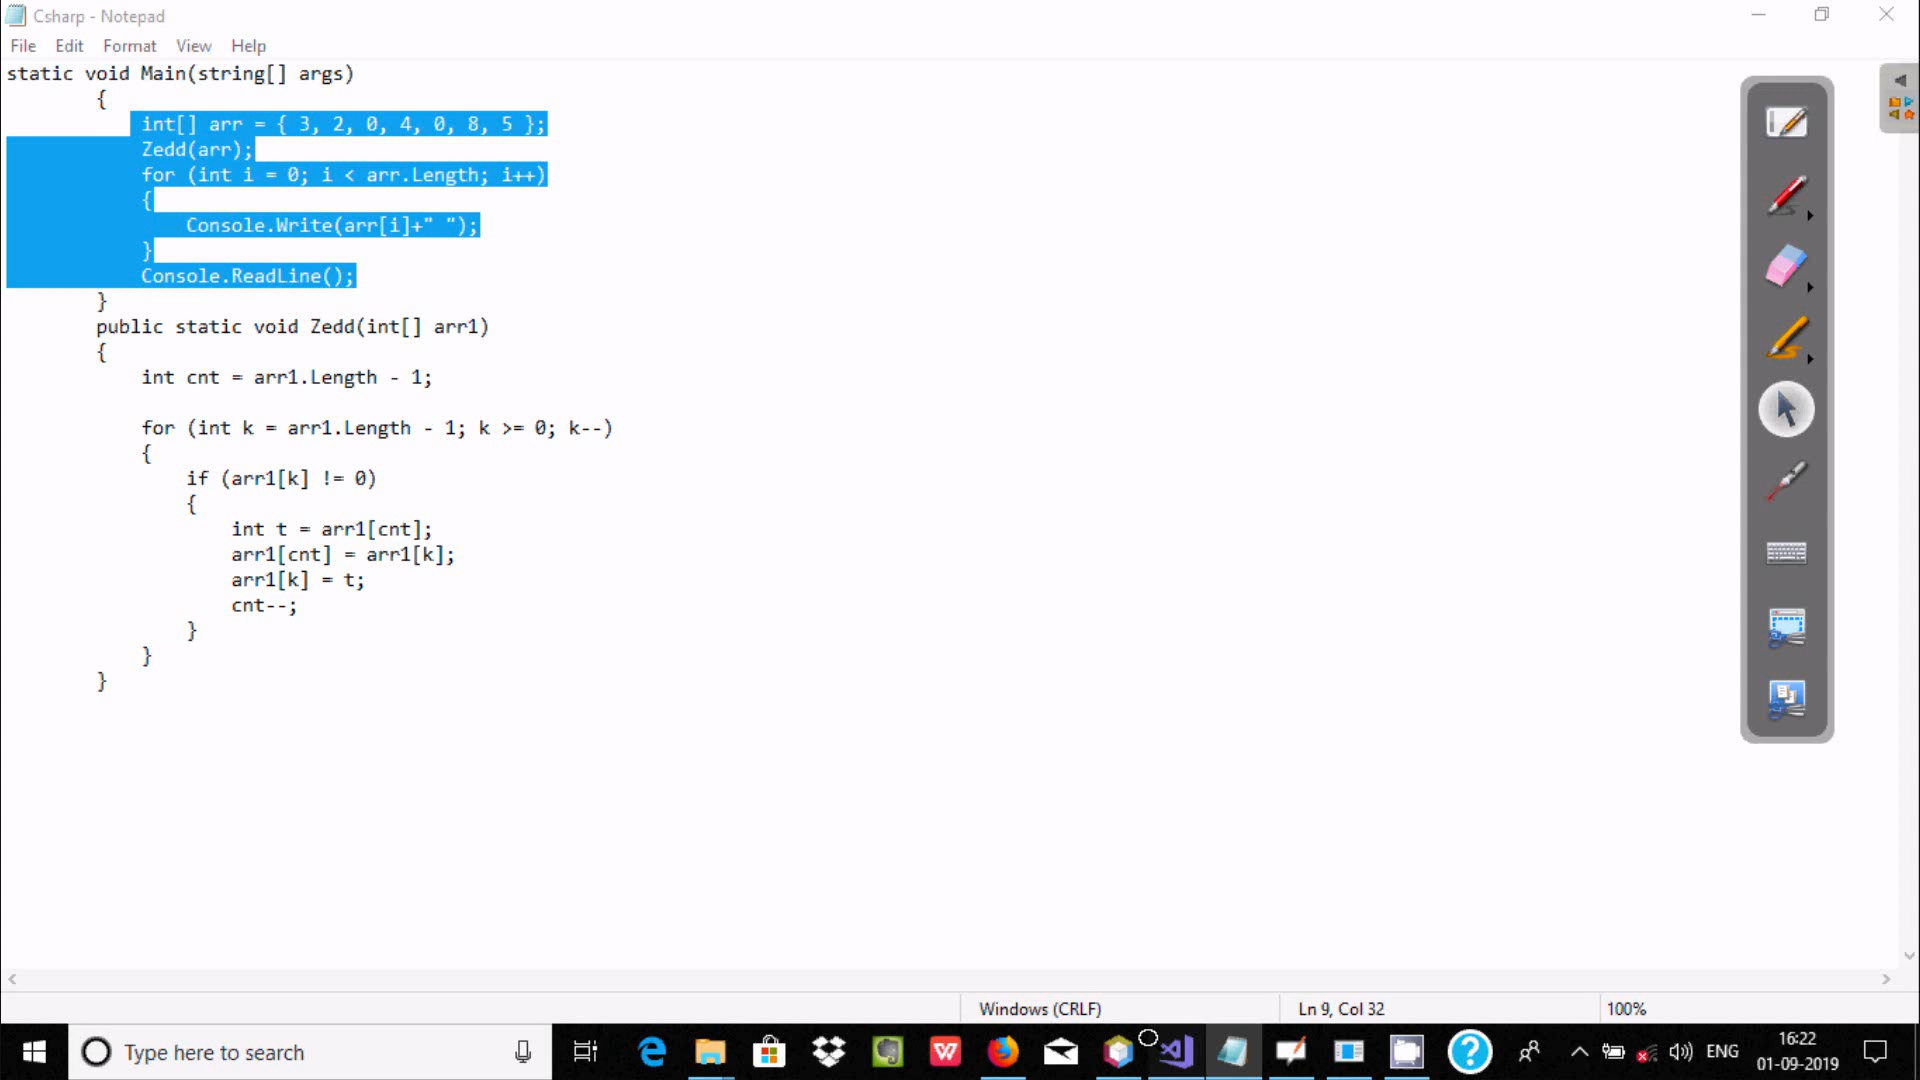 Csharp - Notepad
File Edit Format View Help
static void Main(string[] args)
{
int[] arr = { 3, 2, 0, 4, 0, 8, 5 };
Zedd(arr);
for (int i = 0; i < arr.Length; i++)
{
Console.Write(arr[i]+" ");
}
Console.ReadLine();
}
public static void Zedd(int[] arr1)
{
int cnt = arr1.Length - 1;
for (int k = arr1.Length - 1; k >= 0; k--)
{
if (arr1[k] != 0)
{
int t = arr1[cnt];
arr1[cnt] = arr1[k];
arr1[k] = t;
cnt--;
}
}
}
Windows (CRLF) Ln 9, Col 32 100%
Type here to search
ENG
16:22
01-09-2019